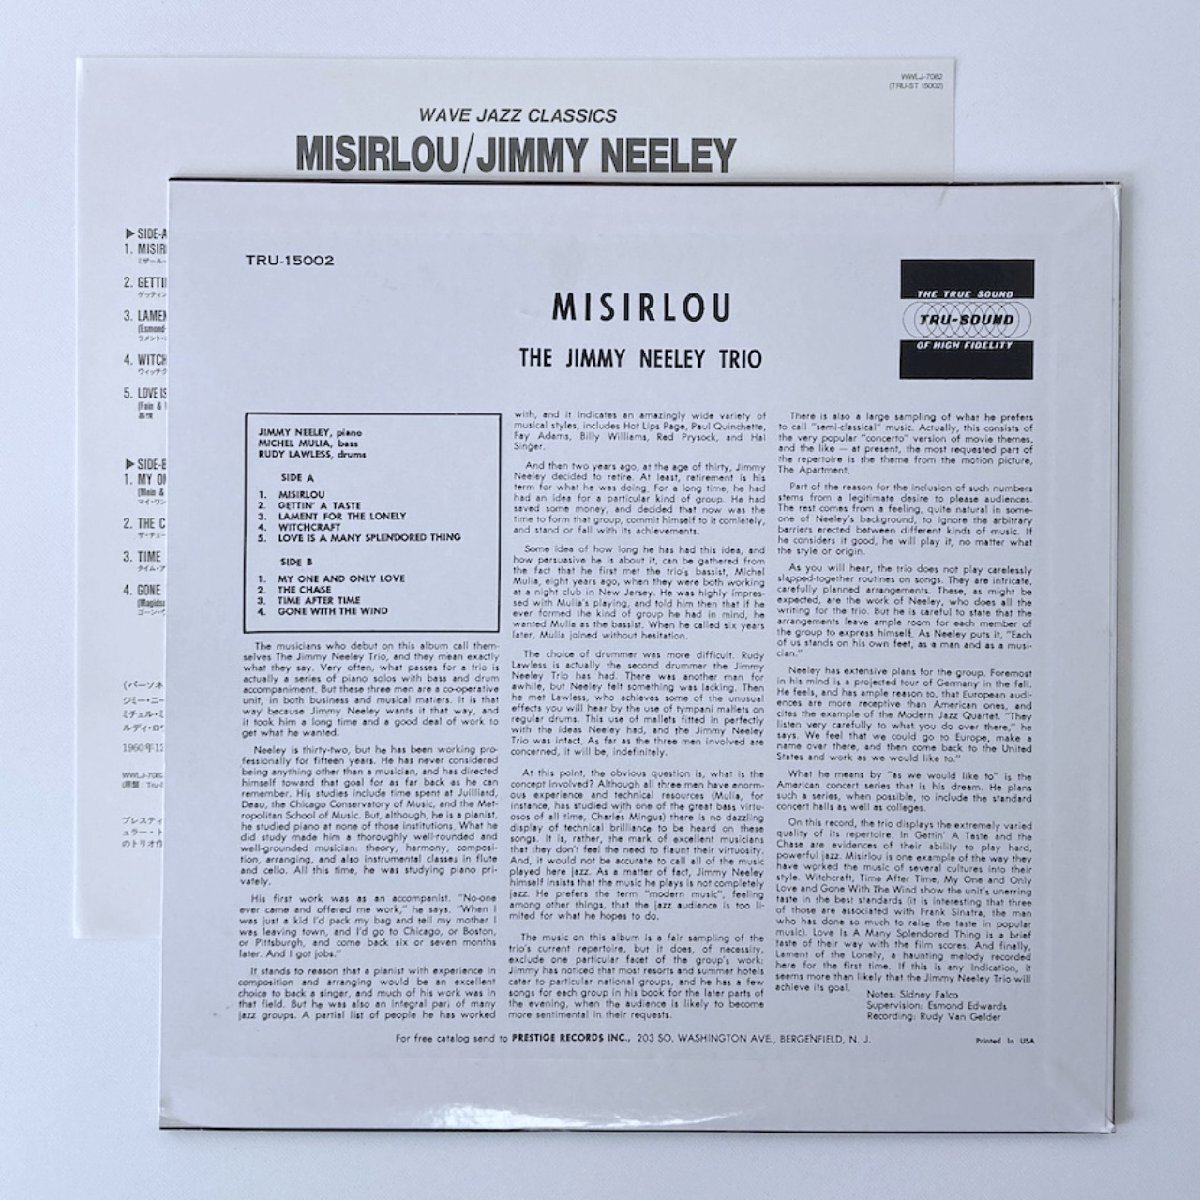 WWLJ-7082
(TRU-ST 15002)
WAVE JAZZ CLASSICS
MISIRLOU/JIMMY NEELEY
▶SIDE-A
1. MISIR
2. GETTI
3. LAMEN
4. WITCH
5. LOVE IS
▶SIDE-B
1. MY O
2. THE C
3. TIME
4. GONE
1960年12
TRU-15002
MISIRLOU
THE JIMMY NEELEY TRIO
THE TRUE SOUND
TRU-SOUND
OF HIGH FIDELITY
JIMMY NEELEY, piano
MICHEL MULIA, bass
RUDY LAWLESS, drums
SIDE A
1. MISIRLOU
2. GETTIN' A TASTE
3. LAMENT FOR THE LONELY
4. WITCHCRAFT
5. LOVE IS A MANY SPLENDORED THING
SIDE B
1. MY ONE AND ONLY LOVE
2. THE CHASE
3. TIME AFTER TIME
4. GONE WITH THE WIND
The musicians who debut on this album call them-
selves The Jimmy Neeley Trio, and they mean exactly
what they say. Very often, what passes for a trio is
actually a series of piano solos with bass and drum
accompaniment. But these three men are a co-operative
unit, in both business and musical matters. It is that
way because Jimmy Neeley wants it that way, and
it took him a long time and a good deal of work to
get what he wanted.
Neeley is thirty-two, but he has been working pro-
fessionally for fifteen years. He has never considered
being anything other than a musician, and has directed
himself toward that goal for as far back as he can
remember. His studies include time spent at Juilliard,
Deau, the Chicago Conservatory of Music, and the Met-
ropolitan School of Music. But, although, he is a pianist,
he studied piano at none of those institutions. What he
did study made him a thoroughly well-rounded and
well-grounded musician: theory, harmony, composi-
tion, arranging, and also instrumental classes in flute
and cello. All this time, he was studying piano pri-
vately.
His first work was as an accompanist. "No-one
ever came and offered me work," he says. "When I
was just a kid I'd pack my bag and tell my mother I
was leaving town, and I'd go to Chicago, or Boston,
or Pittsburgh, and come back six or seven months
later. And I got jobs."
It stands to reason that a pianist with experience in
composition and arranging would be an excellent
choice to back a singer, and much of his work was in
that field. But he was also an integral part of many
jazz groups. A partial list of people he has worked
with, and it indicates an amazingly wide variety of
musical styles, includes Hot Lips Page, Paul Quinchette,
Fay Adams, Billy Williams, Red Prysock, and Hal
Singer.
And then two years ago, at the age of thirty, Jimmy
Neeley decided to retire. At least, retirement is his
term for what he was doing. For a long time, he had
had an idea for a particular kind of group. He had
saved some money, and decided that now was the
time to form that group, commit himself to it comletely,
and stand or fall with its achievements.
Some idea of how long he has had this idea, and
how persuasive he is about it, can be gathered from
the fact that he first met the trio's bassist, Michel
Mulia, eight years ago, when they were both working
at a night club in New Jersey. He was highly impres-
sed with Mulia's playing, and told him then that if he
ever formed the kind of group he had in mind, he
wanted Mulia as the bassist. When he called six years
later, Mulia joined without hesitation.
The choice of drummer was more difficult. Rudy
Lawless is actually the second drummer the Jimmy
Neeley Trio has had. There was another man for
awhile, but Neeley felt something was lacking. Then
he met Lawless, who achieves some of the unusual
effects you will hear by the use of tympani mallets on
regular drums. This use of mallets fitted in perfectly
with the ideas Neeley had, and the Jimmy Neeley
Trio was intact. As far as the three men involved are
concerned, it will be, indefinitely.
At this point, the obvious question is, what is the
concept involved? Although all three men have enorm-
ous experience and technical resources (Mulia, for
instance, has studied with one of the great bass virtu-
osos of all time, Charles Mingus) there is no dazzling
display of technical brilliance to be heard on these
songs. It is, rather, the mark of excellent musicians
that they don't feel the need to flaunt their virtuosity.
And, it would not be accurate to call all of the music
played here jazz. As a matter of fact, Jimmy Neeley
himself insists that the music he plays is not completely
jazz. He prefers the term "modern music", feeling
among other things, that the jazz audience is too li-
mited for what he hopes to do.
The music on this album is a fair sampling of the
trio's current repertoire, but it does, of necessity,
exclude one particular facet of the group's work:
Jimmy has noticed that most resorts and summer hotels
cater to particular national groups, and he has a few
songs for each group in his book for the later parts of
the evening, when the audience is likely to become
more sentimental in their requests.
There is also a large sampling of what he prefers
to call "semi-classical" music. Actually, this consists of
the very popular "concerto" version of movie themes,
and the like — at present, the most requested part of
the repertoire is the theme from the motion picture,
The Apartment.
Part of the reason for the inclusion of such numbers
stems from a legitimate desire to please audiences.
The rest comes from a feeling, quite natural in some-
one of Neeley's background, to ignore the arbitrary
barriers erected between different kinds of music. If
he considers it good, he will play it, no matter what
the style or origin.
As you will hear, the trio does not play carelessly
slapped-together routines on songs. They are intricate,
carefully planned arrangements. These, as might be
expected, are the work of Neeley, who does all the
writing for the trio. But he is careful to state that the
arrangements leave ample room for each member of
the group to express himself. As Neeley puts it, "Each
of us stands on his own feet, as a man and as a musi-
cian."
Neeley has extensive plans for the group. Foremost
in his mind is a projected tour of Germany in the fall.
He feels, and has ample reason to, that European audi-
ences are more receptive than American ones, and
cites the example of the Modern Jazz Quartet. "They
listen very carefully to what you do over there," he
says. We feel that we could go to Europe, make a
name over there, and then come back to the United
States and work as we would like to."
What he means by "as we would like to" is the
American concert series that is his dream. He plans
such a series, when possible, to include the standard
concert halls as well as colleges.
On this record, the trio displays the extremely varied
quality of its repertoire. In Gettin' A Taste and the
Chase are evidences of their ability to play hard,
powerful jazz. Misirlou is one example of the way they
have worked the music of several cultures into their
style. Witchcraft, Time After Time, My One and Only
Love and Gone With The Wind show the unit's unerring
taste in the best standards (it is interesting that three
of those are associated with Frank Sinatra, the man
who has done so much to raise the taste in popular
music). Love Is A Many Splendored Thing is a brief
taste of their way with the film scores. And finally,
Lament of the Lonely, a haunting melody recorded
here for the first time. If this is any indication, it
seems more than likely that the Jimmy Neeley Trio will
achieve its goal.
Notes: Sidney Falco
Supervision: Esmond Edwards
Recording: Rudy Van Gelder
For free catalog send to PRESTIGE RECORDS INC., 203 SO. WASHINGTON AVE., BERGENFIELD, N. J.
Printed In USA